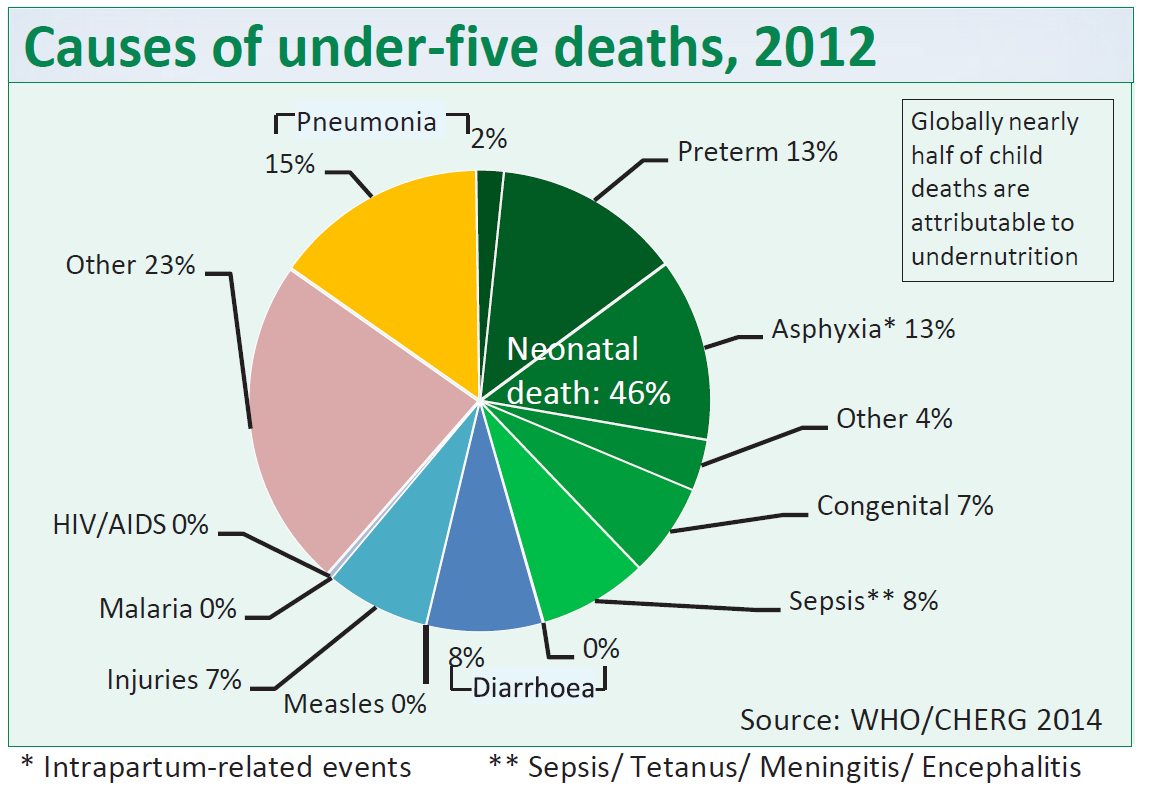 Causes of under-five deaths, 2012
Pneumonia
2%
15%
Preterm 13%
Globally nearly
half of child
deaths are
attributable to
undernutrition
Other 23%
Asphyxia* 13%
Neonatal
death: 46%
Other 4%
Congenital 7%
HIV/AIDS 0%
Sepsis** 8%
Malaria 0%
0%
8%
Injuries 7%
Diarrhoea
Measles 0%
Source: WHO/CHERG 2014
* Intrapartum-related events
** Sepsis/ Tetanus/ Meningitis/ Encephalitis